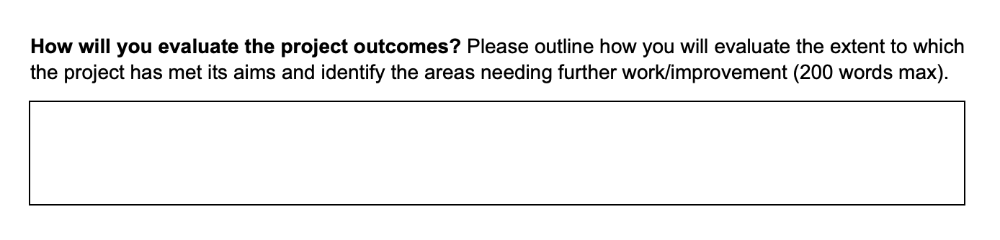 How will you evaluate the project outcomes? Please outline how you will evaluate the extent to which
the project has met its aims and identify the areas needing further work/improvement (200 words max).